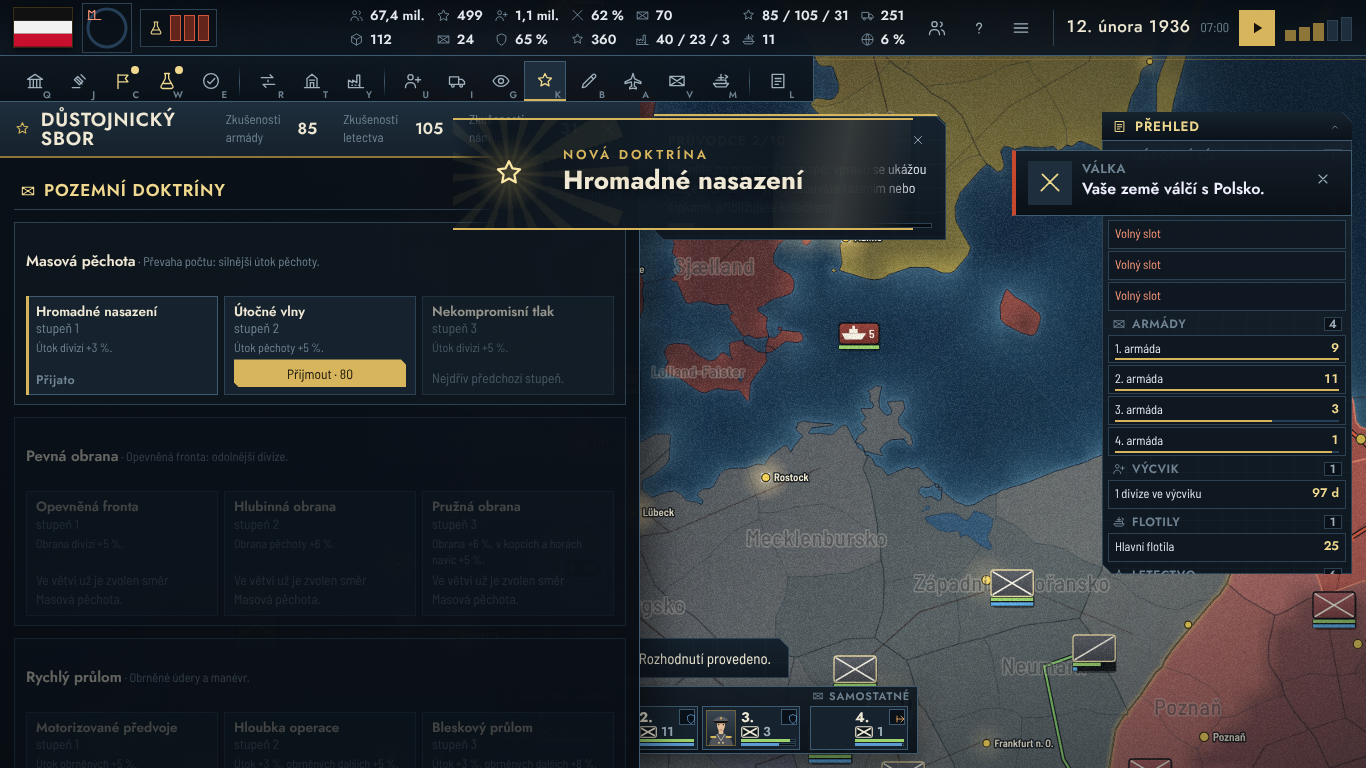 67,4 mil. 499 1,1 mil. 62 % 70 85 / 105 / 31 251
112 24 65 % 360 40 / 23 / 3 11 6 %
12. února 1936 07:00
Q J C W E R T Y U I G K B A V M L
DŮSTOJNICKÝ SBOR
Zkušenosti armády 85
Zkušenosti letectva 105
POZEMNÍ DOKTRÍNY
NOVÁ DOKTRÍNA
Hromadné nasazení
se ukážou
nebo
PŘEHLED
VÁLKA
Vaše země válčí s Polsko.
Volný slot
Volný slot
Volný slot
ARMÁDY 4
1. armáda 9
2. armáda 11
3. armáda 3
4. armáda 1
VÝCVIK 1
1 divize ve výcviku 97 d
FLOTILY 1
Hlavní flotila 25
Masová pěchota · Převaha počtu: silnější útok pěchoty.
Hromadné nasazení
stupeň 1
Útok divizí +3 %.
Přijato
Útočné vlny
stupeň 2
Útok pěchoty +5 %.
Přijmout · 80
Nekompromisní tlak
stupeň 3
Útok divizí +5 %.
Nejdřív předchozí stupeň.
Pevná obrana · Opevněná fronta: odolnější divize.
Opevněná fronta
stupeň 1
Obrana divizí +5 %.
Ve větvi už je zvolen směr
Masová pěchota.
Hlubinná obrana
stupeň 2
Obrana pěchoty +6 %.
Ve větvi už je zvolen směr
Masová pěchota.
Pružná obrana
stupeň 3
Obrana +6 %, v kopcích a horách
navíc +5 %.
Ve větvi už je zvolen směr
Masová pěchota.
Rychlý průlom · Obrněné údery a manévr.
Motorizované předvoje
stupeň 1
Hloubka operace
stupeň 2
Bleskový průlom
stupeň 3
Sjælland
5
Lolland-Falster
Rostock
Lübeck
Mecklenbursko
Poznaň
Poznaň
Frankfurt n. O.
Rozhodnutí provedeno.
SAMOSTATNÉ
2. 11
3. 3
4. 1